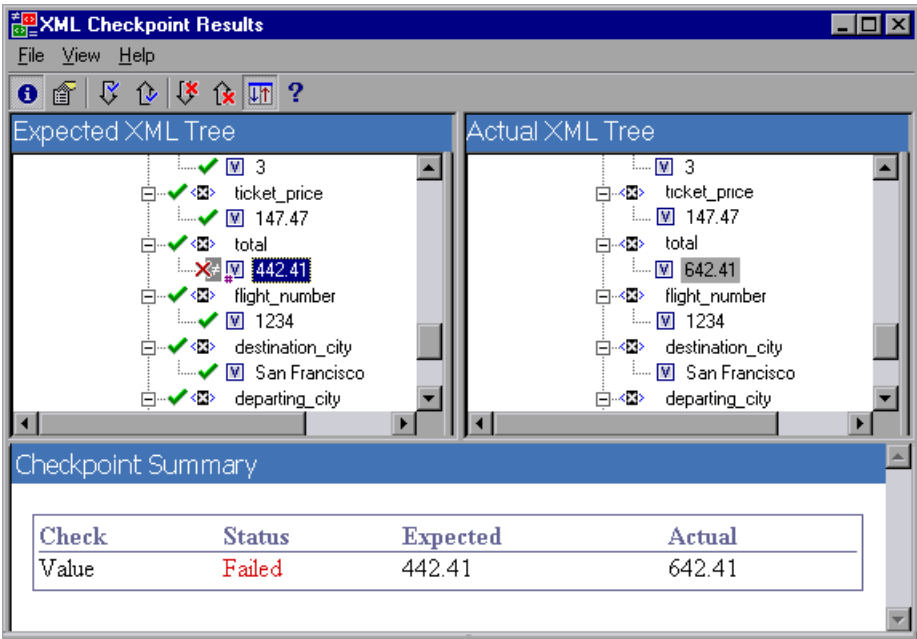 XML Checkpoint Results
File View Help
Expected XML Tree
3
ticket_price
147.47
total
442.41
flight_number
1234
destination_city
San Francisco
departing_city
Actual XML Tree
3
ticket_price
147.47
total
642.41
flight_number
1234
destination_city
San Francisco
departing_city
Checkpoint Summary
Check Status Expected Actual
Value Failed 442.41 642.41